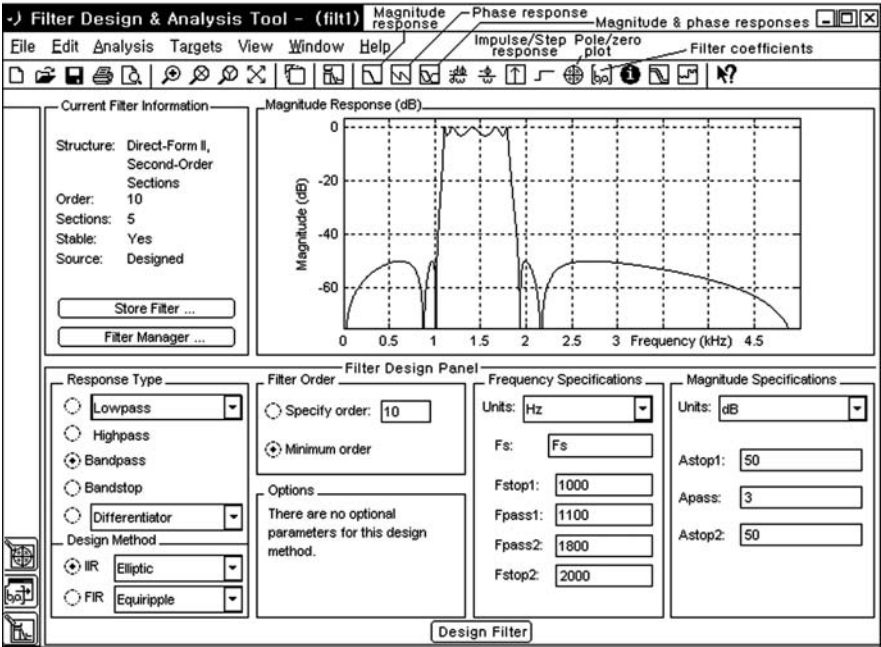 Filter Design & Analysis Tool – (filt1)
Magnitude response
Phase response
Magnitude & phase responses
File Edit Analysis Targets View Window Help
Impulse/Step response
Pole/zero plot
Filter coefficients
Current Filter Information
Structure: Direct-Form II,
Second-Order
Sections
Order: 10
Sections: 5
Stable: Yes
Source: Designed
Store Filter ...
Filter Manager ...
Magnitude Response (dB)
Magnitude (dB)
0
-20
-40
-60
0 0.5 1 1.5 2 2.5 3 Frequency (kHz) 4.5
Filter Design Panel
Response Type
Lowpass
Highpass
Bandpass
Bandstop
Differentiator
Design Method
IIR Elliptic
FIR Equiripple
Filter Order
Specify order: 10
Minimum order
Options
There are no optional
parameters for this design
method.
Frequency Specifications
Units: Hz
Fs: Fs
Fstop1: 1000
Fpass1: 1100
Fpass2: 1800
Fstop2: 2000
Magnitude Specifications
Units: dB
Astop1: 50
Apass: 3
Astop2: 50
Design Filter